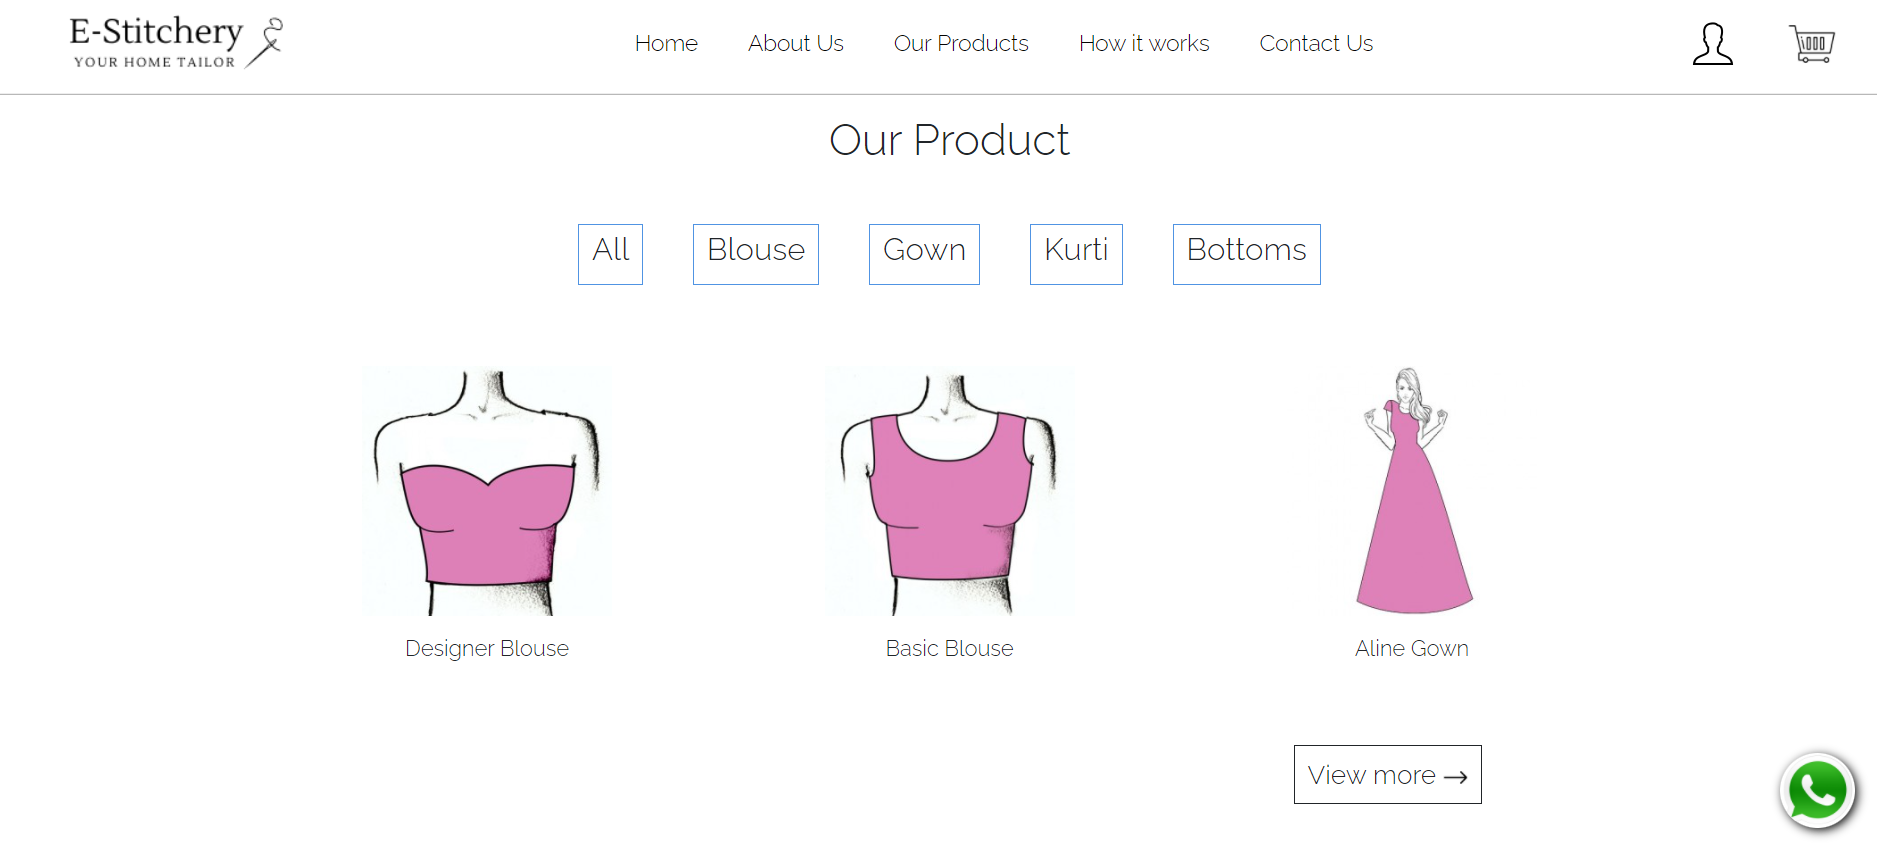 E-Stitchery
YOUR HOME TAILOR
Home About Us Our Products How it works Contact Us
Our Product
All Blouse Gown Kurti Bottoms
Designer Blouse Basic Blouse Aline Gown
View more →